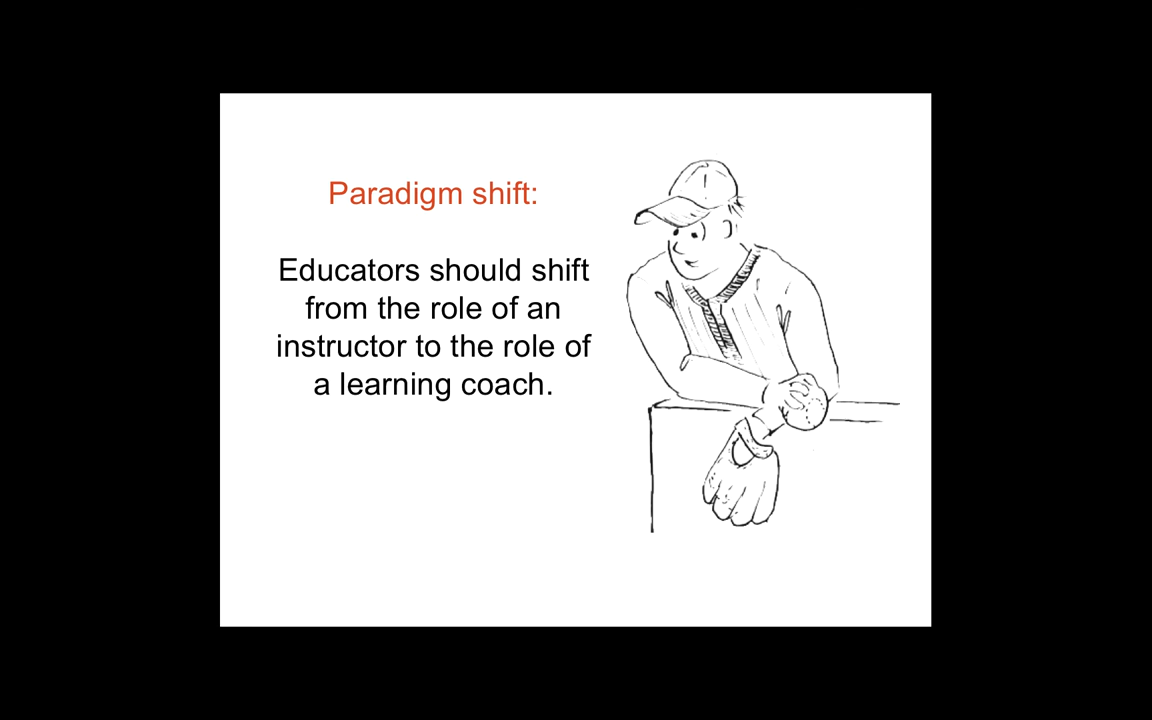 Paradigm shift:
Educators should shift
from the role of an
instructor to the role of
a learning coach.